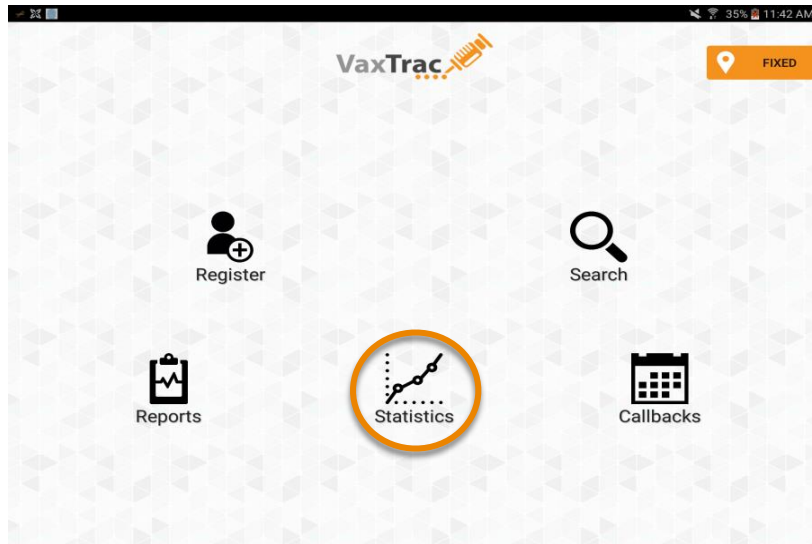 35% 11:42 AM
VaxTrac
FIXED
Register
Search
Reports
Statistics
Callbacks